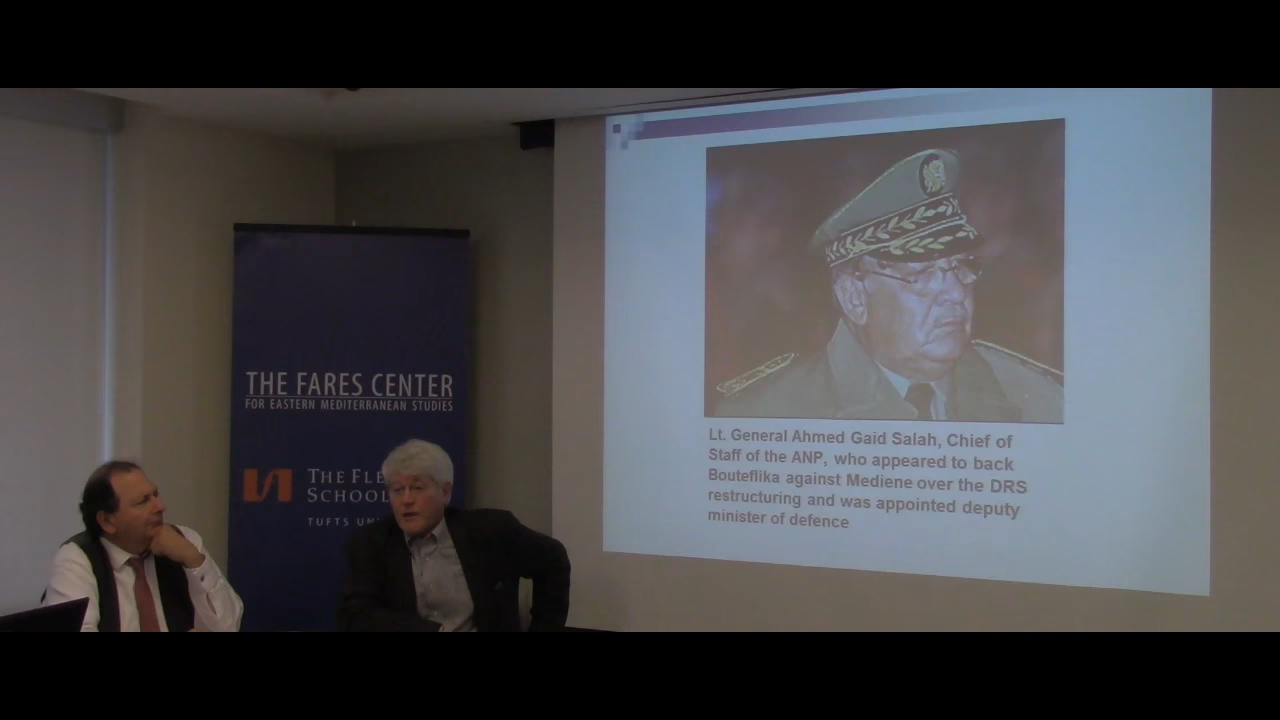 THE FARES CENTER
FOR EASTERN MEDITERRANEAN STUDIES
THE
SCHOOL
TUFTS
Lt. General Ahmed Gaid Salah, Chief of
Staff of the ANP, who appeared to back
Bouteflika against Mediene over the DRS
restructuring and was appointed deputy
minister of defence